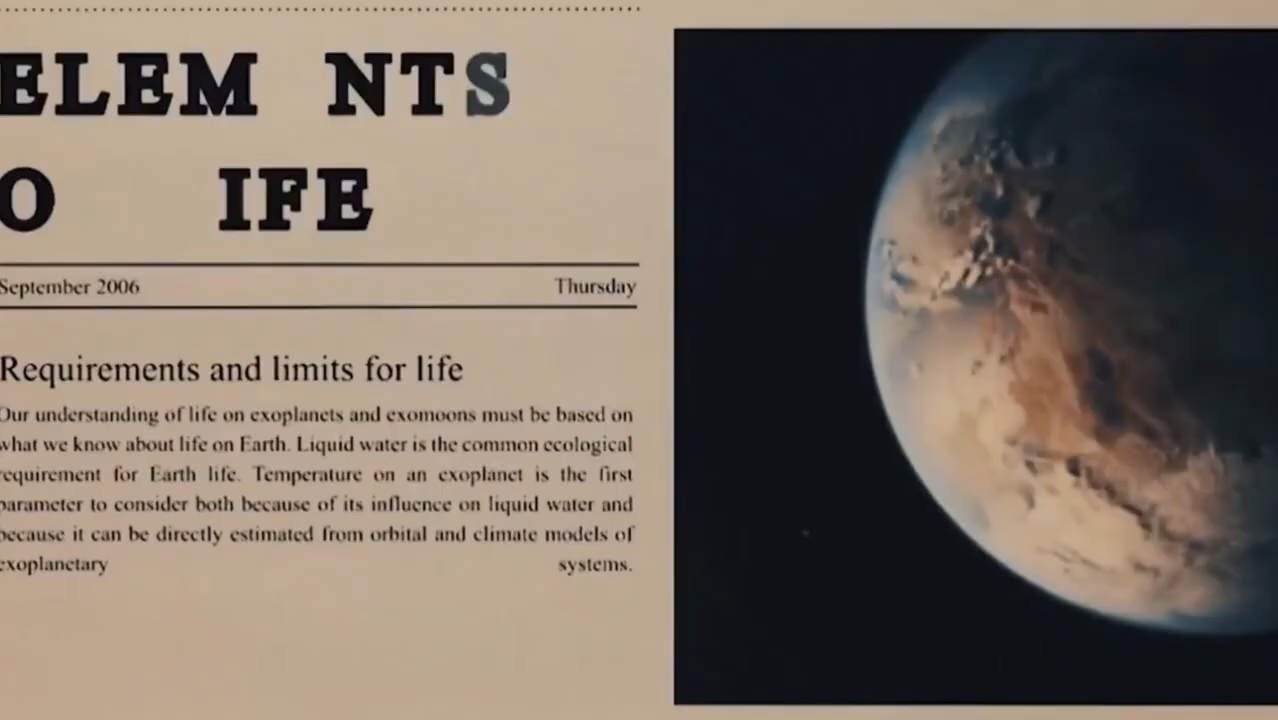 ELEM NTS
O IFE
September 2006 Thursday
Requirements and limits for life
Our understanding of life on exoplanets and exomoons must be based on
what we know about life on Earth. Liquid water is the common ecological
requirement for Earth life. Temperature on an exoplanet is the first
parameter to consider both because of its influence on liquid water and
because it can be directly estimated from orbital and climate models of
exoplanetary systems.